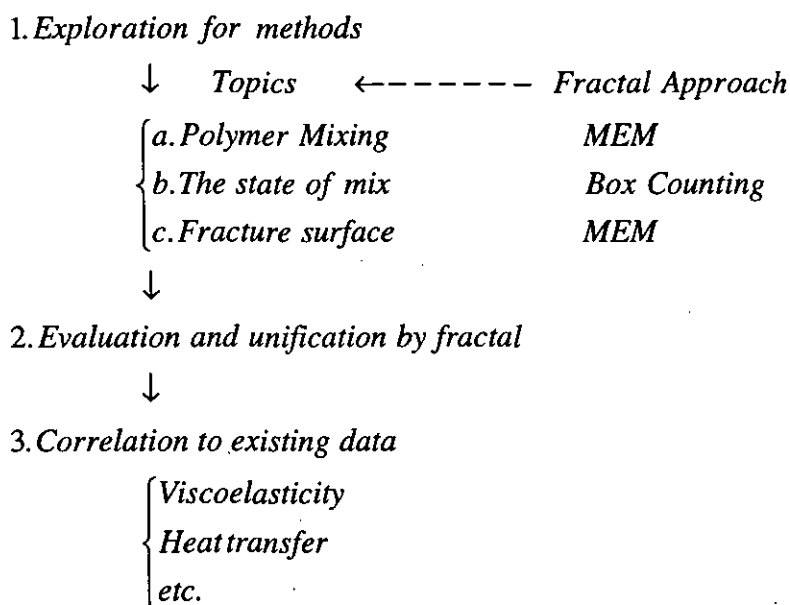 1. Exploration for methods
↓ Topics ←------- Fractal Approach
a. Polymer Mixing MEM
b. The state of mix Box Counting
c. Fracture surface MEM
↓
2. Evaluation and unification by fractal
↓
3. Correlation to existing data
Viscoelasticity
Heat transfer
etc.